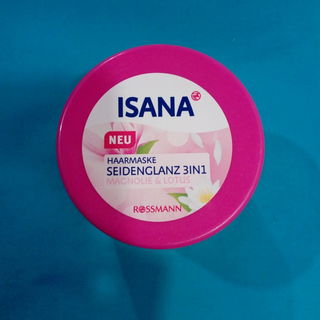 ISANA
NEU
HAARMASKE
SEIDENGLANZ 3IN1
MAGNOLIE & LOTUS
ROSSMANN